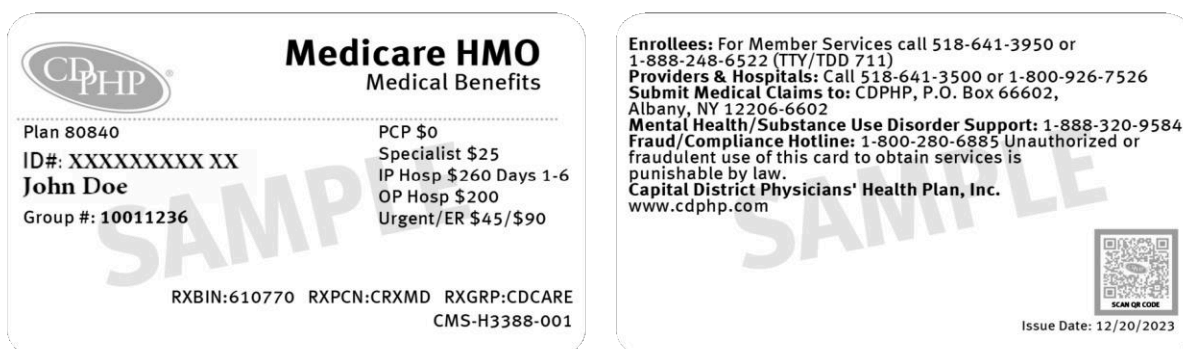 CDPHP®
Medicare HMO
Medical Benefits
Plan 80840
ID#: XXXXXXXXX XX
John Doe
Group #: 10011236
PCP $0
Specialist $25
IP Hosp $260 Days 1-6
OP Hosp $200
Urgent/ER $45/$90
SAMPLE
RXBIN:610770 RXPCN:CRXMD RXGRP:CDCARE
CMS-H3388-001
Enrollees: For Member Services call 518-641-3950 or
1-888-248-6522 (TTY/TDD 711)
Providers & Hospitals: Call 518-641-3500 or 1-800-926-7526
Submit Medical Claims to: CDPHP, P.O. Box 66602,
Albany, NY 12206-6602
Mental Health/Substance Use Disorder Support: 1-888-320-9584
Fraud/Compliance Hotline: 1-800-280-6885 Unauthorized or
fraudulent use of this card to obtain services is
punishable by law.
Capital District Physicians' Health Plan, Inc.
www.cdphp.com
SAMPLE
SCAN QR CODE
Issue Date: 12/20/2023